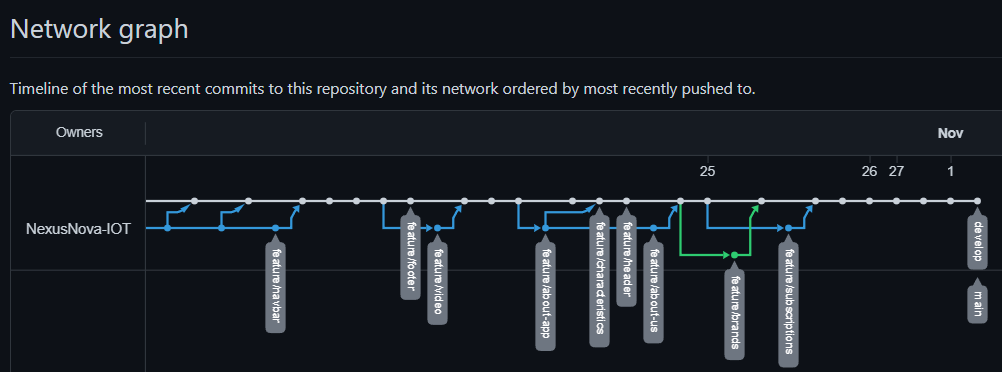 Network graph
Timeline of the most recent commits to this repository and its network ordered by most recently pushed to.
Owners
Nov
25
26
27
1
NexusNova-IOT
feature/navbar
feature/footer
feature/video
feature/about-app
feature/characteristics
feature/header
feature/about-us
feature/brands
feature/subscriptions
develop
main